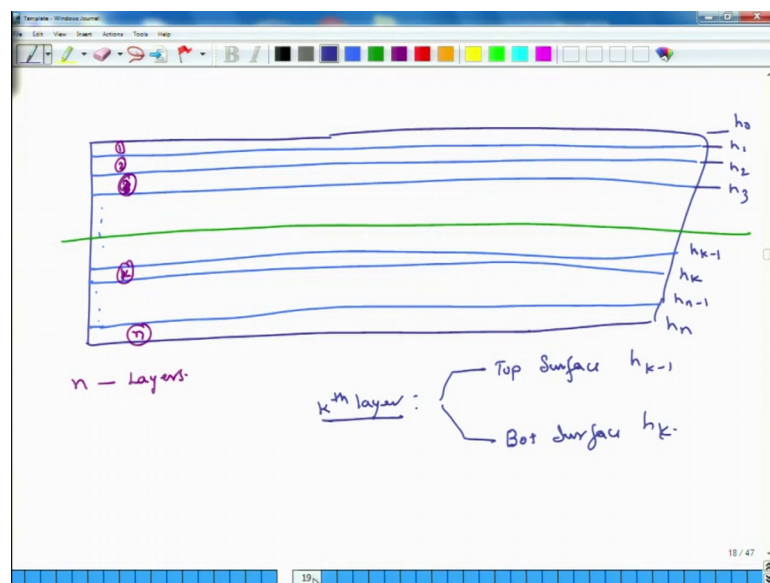 Template - Windows Journal
File Edit View Insert Actions Tools Help
B I
h0
1 h1
2 h2
3 h3
hk-1
k hk
hn-1
n hn
n - Layers.
kth layer :
Top Surface hk-1
Bot Surface hk.
18 / 47
19